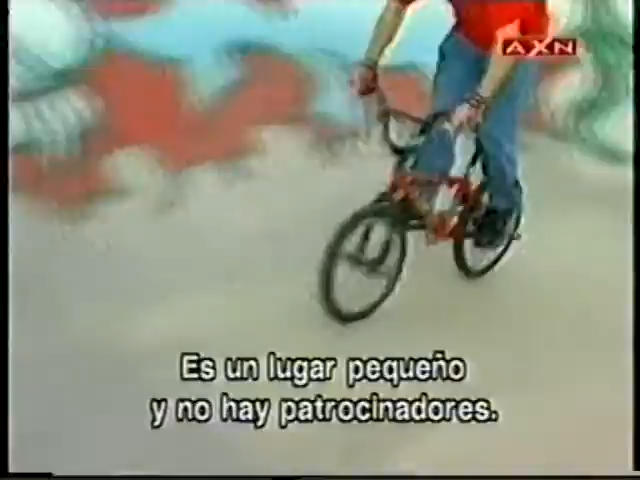 AXN
Es un lugar pequeño
y no hay patrocinadores.